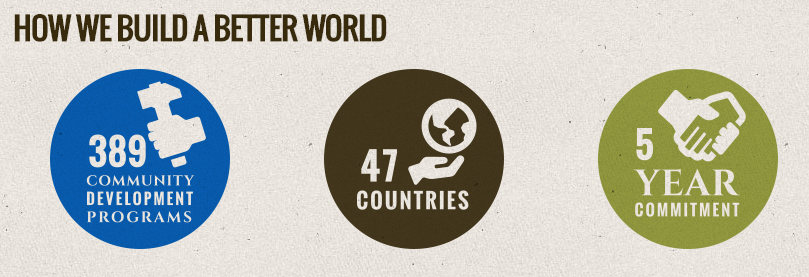 HOW WE BUILD A BETTER WORLD
389
COMMUNITY
DEVELOPMENT
PROGRAMS
47
COUNTRIES
5
YEAR
COMMITMENT